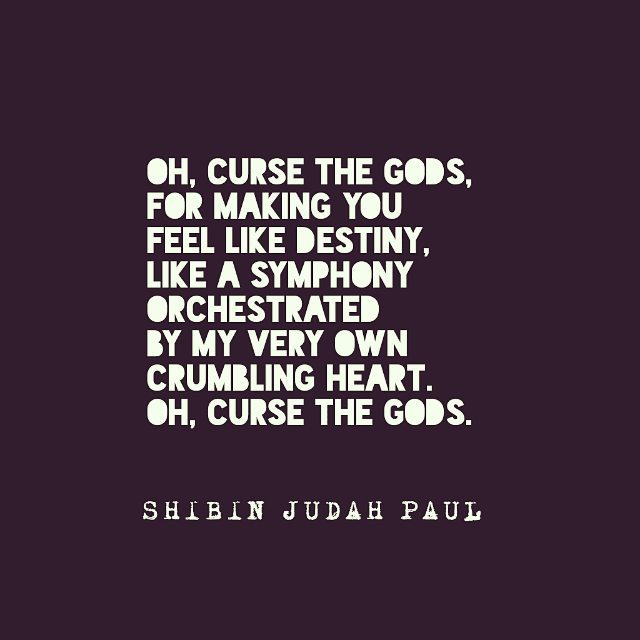 OH, CURSE THE GODS,
FOR MAKING YOU
FEEL LIKE DESTINY,
LIKE A SYMPHONY
ORCHESTRATED
BY MY VERY OWN
CRUMBLING HEART.
OH, CURSE THE GODS.
SHIBIN JUDAH PAUL